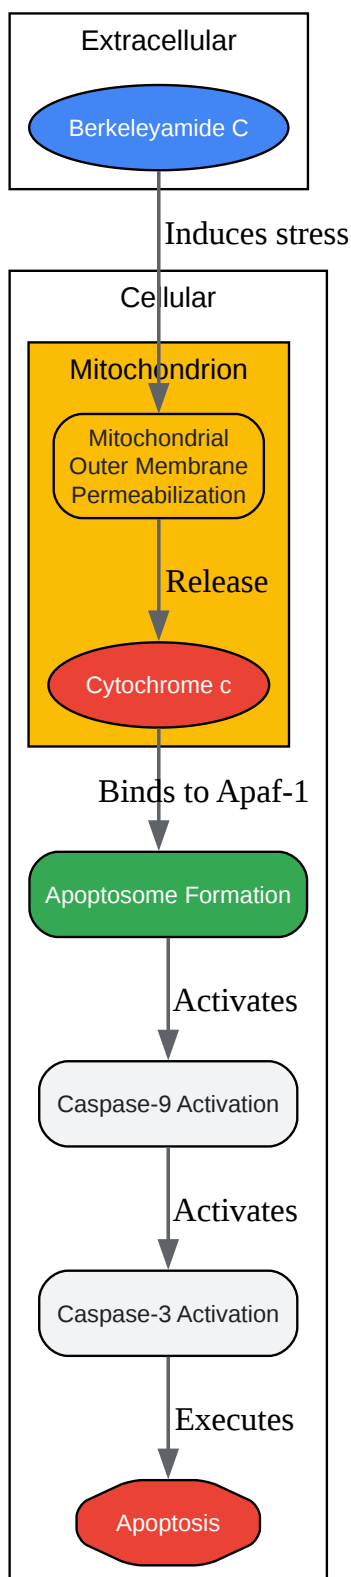 Extracellular
Berkeleyamide C
Induces stress
Cellular
Mitochondrion
Mitochondrial
Outer Membrane
Permeabilization
Release
Cytochrome c
Binds to Apaf-1
Apoptosome Formation
Activates
Caspase-9 Activation
Activates
Caspase-3 Activation
Executes
Apoptosis